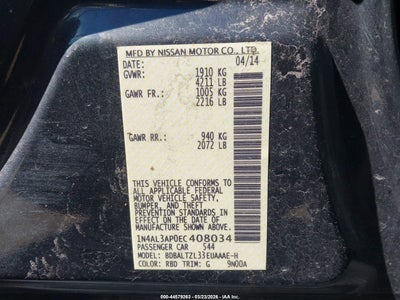 MFD BY NISSAN MOTOR CO., LTD.
DATE: 04/14
GVWR: 1910 KG
4211 LB
GAWR FR.: 1005 KG
2216 LB
GAWR RR.: 940 KG
2072 LB
THIS VEHICLE CONFORMS TO
ALL APPLICABLE FEDERAL
MOTOR VEHICLE SAFETY,
BUMPER, AND THEFT
PREVENTION STANDARDS IN
EFFECT ON THE DATE OF
MANUFACTURE SHOWN ABOVE.
1N4AL3AP0EC408034
PASSENGER CAR 544
MODEL: BDBALTZL33EUAAAE-H
COLOR: RBD TRIM: G 9N00A
000-44579263 - 03/23/2026 - IAA Copyright